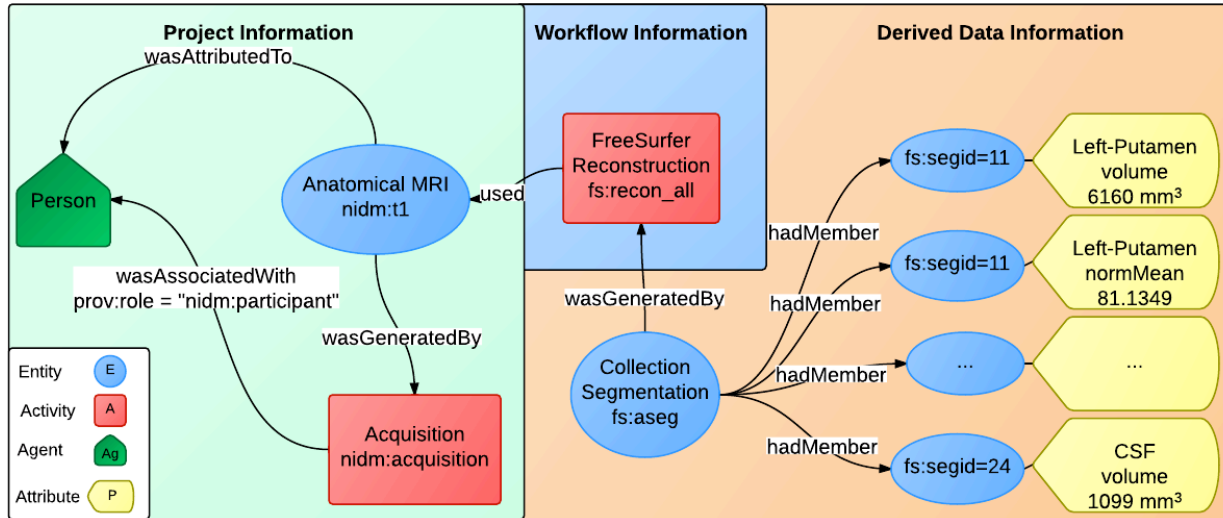 Project Information
wasAttributedTo
Person
Anatomical MRI
nidm:t1
wasAssociatedWith
prov:role = "nidm:participant"
wasGeneratedBy
Acquisition
nidm:acquisition
Entity
E
Activity
A
Agent
Ag
Attribute
P
Workflow Information
FreeSurfer
Reconstruction
fs:recon_all
used
Derived Data Information
wasGeneratedBy
Collection
Segmentation
fs:aseg
hadMember
fs:segid=11
Left-Putamen
volume
6160 mm³
hadMember
fs:segid=11
Left-Putamen
normMean
81.1349
hadMember
...
...
hadMember
fs:segid=24
CSF
volume
1099 mm³